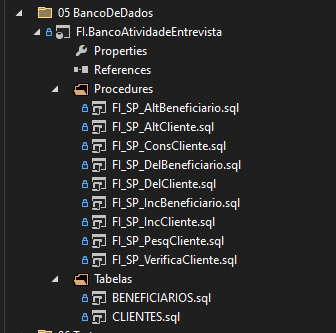 05 BancoDeDados
FI.BancoAtividadeEntrevista
Properties
References
Procedures
FI_SP_AltBeneficiario.sql
FI_SP_AltCliente.sql
FI_SP_ConsCliente.sql
FI_SP_DelBeneficiario.sql
FI_SP_DelCliente.sql
FI_SP_IncBeneficiario.sql
FI_SP_IncCliente.sql
FI_SP_PesqCliente.sql
FI_SP_VerificaCliente.sql
Tabelas
BENEFICIARIOS.sql
CLIENTES.sql